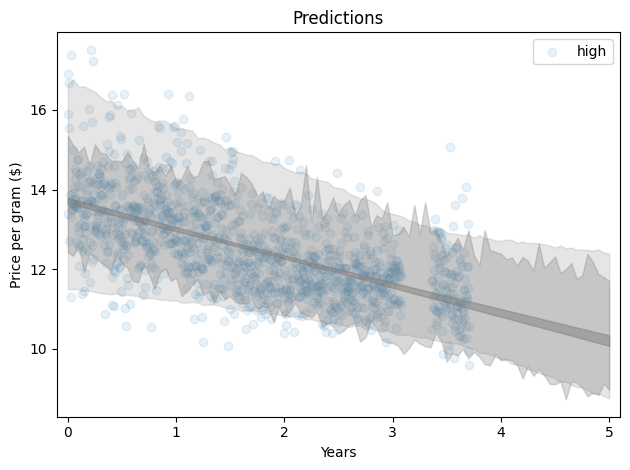 Predictions
high
Price per gram ($)
16
14
12
10
0 1 2 3 4 5
Years